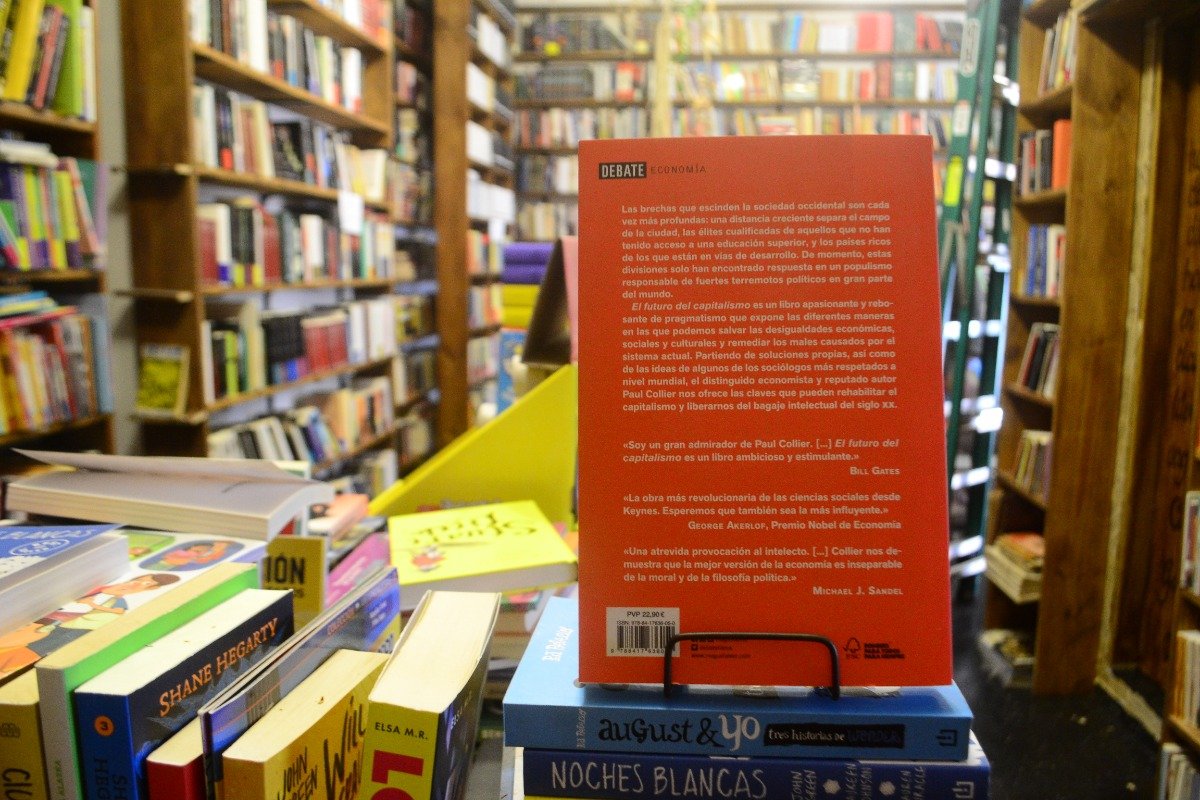 DEBATE ECONOMÍA
Las brechas que escinden la sociedad occidental son cada
vez más profundas: una distancia creciente separa el campo
de la ciudad, las élites cualificadas de aquellos que no han
tenido acceso a una educación superior, y los países ricos
de los que están en vías de desarrollo. De momento, estas
divisiones solo han encontrado respuesta en un populismo
responsable de fuertes terremotos políticos en gran parte
del mundo.
El futuro del capitalismo es un libro apasionante y rebo-
sante de pragmatismo que expone las diferentes maneras
en las que podemos salvar las desigualdades económicas,
sociales y culturales y remediar los males causados por el
sistema actual. Partiendo de soluciones propias, así como
de las ideas de algunos de los sociólogos más respetados a
nivel mundial, el distinguido economista y reputado autor
Paul Collier nos ofrece las claves que pueden rehabilitar el
capitalismo y liberarnos del bagaje intelectual del siglo XX.
«Soy un gran admirador de Paul Collier. [...] El futuro del
capitalismo es un libro ambicioso y estimulante.»
BILL GATES
«La obra más revolucionaria de las ciencias sociales desde
Keynes. Esperemos que también sea la más influyente.»
GEORGE AKERLOF, Premio Nobel de Economía
«Una atrevida provocación al intelecto. [...] Collier nos de-
muestra que la mejor versión de la economía es inseparable
de la moral y de la filosofía política.»
MICHAEL J. SANDEL
PVP 22,90 €
august & yo tres historias de WONDER
NOCHES BLANCAS
SHANE HEGARTY
3
ELSA M.R.
JOHN GREEN
WILL